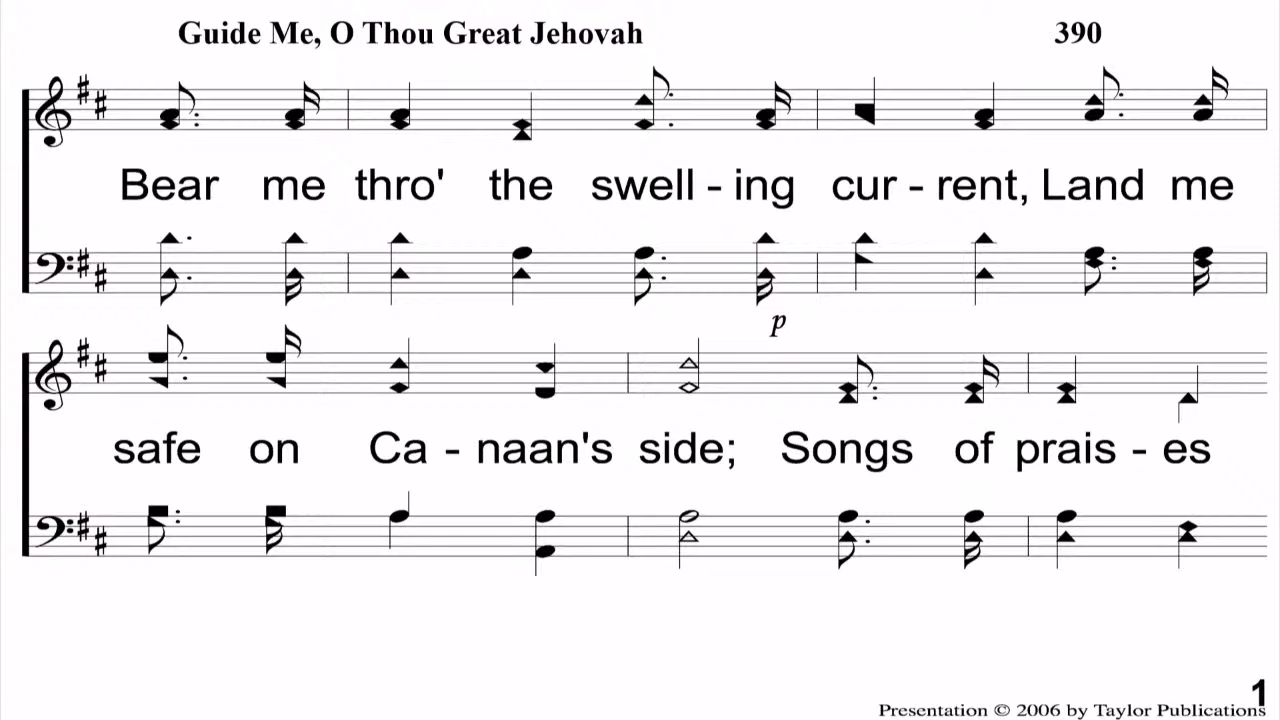 Guide Me, O Thou Great Jehovah 390
Bear me thro' the swell - ing cur - rent, Land me
p
safe on Ca - naan's side; Songs of prais - es
1
Presentation © 2006 by Taylor Publications